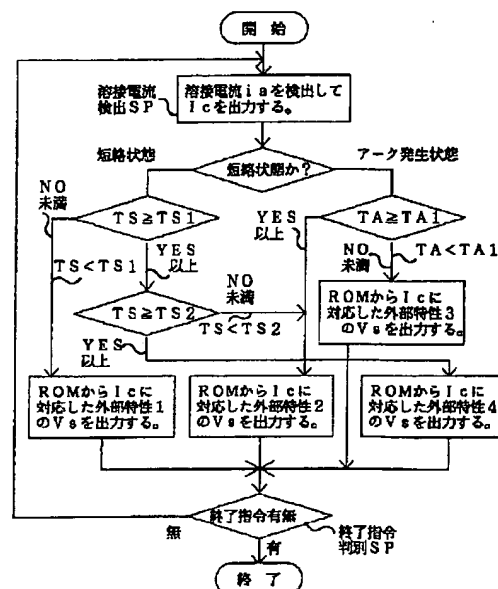 開 始
溶接電流
検出SP
溶接電流iaを検出して
Icを出力する。
短絡状態
短絡状態か?
アーク発生状態
NO
未満
TS≧TS1
YES
以上
TA≧TA1
TS<TS1
YES
以上
NO
未満
TA<TA1
TS≧TS2
NO
未満
TS<TS2
ROMからIcに
対応した外部特性3
のVsを出力する。
YES
以上
ROMからIcに
対応した外部特性1
のVsを出力する。
ROMからIcに
対応した外部特性2
のVsを出力する。
ROMからIcに
対応した外部特性4
のVsを出力する。
終了指令有無
無
有
終了指令
判別SP
終 了